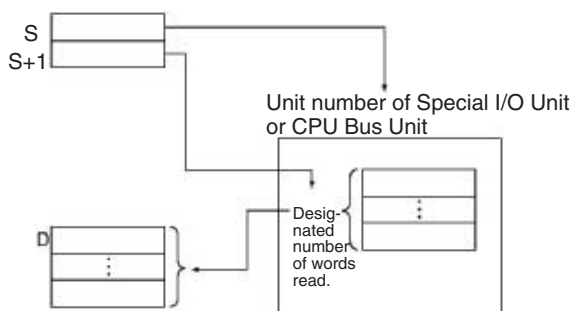 S
S+1
Unit number of Special I/O Unit
or CPU Bus Unit
Desig-
nated
number
of words
read.
D